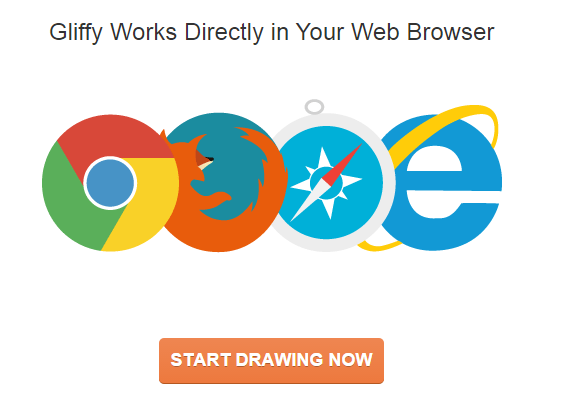 Gliffy Works Directly in Your Web Browser
START DRAWING NOW